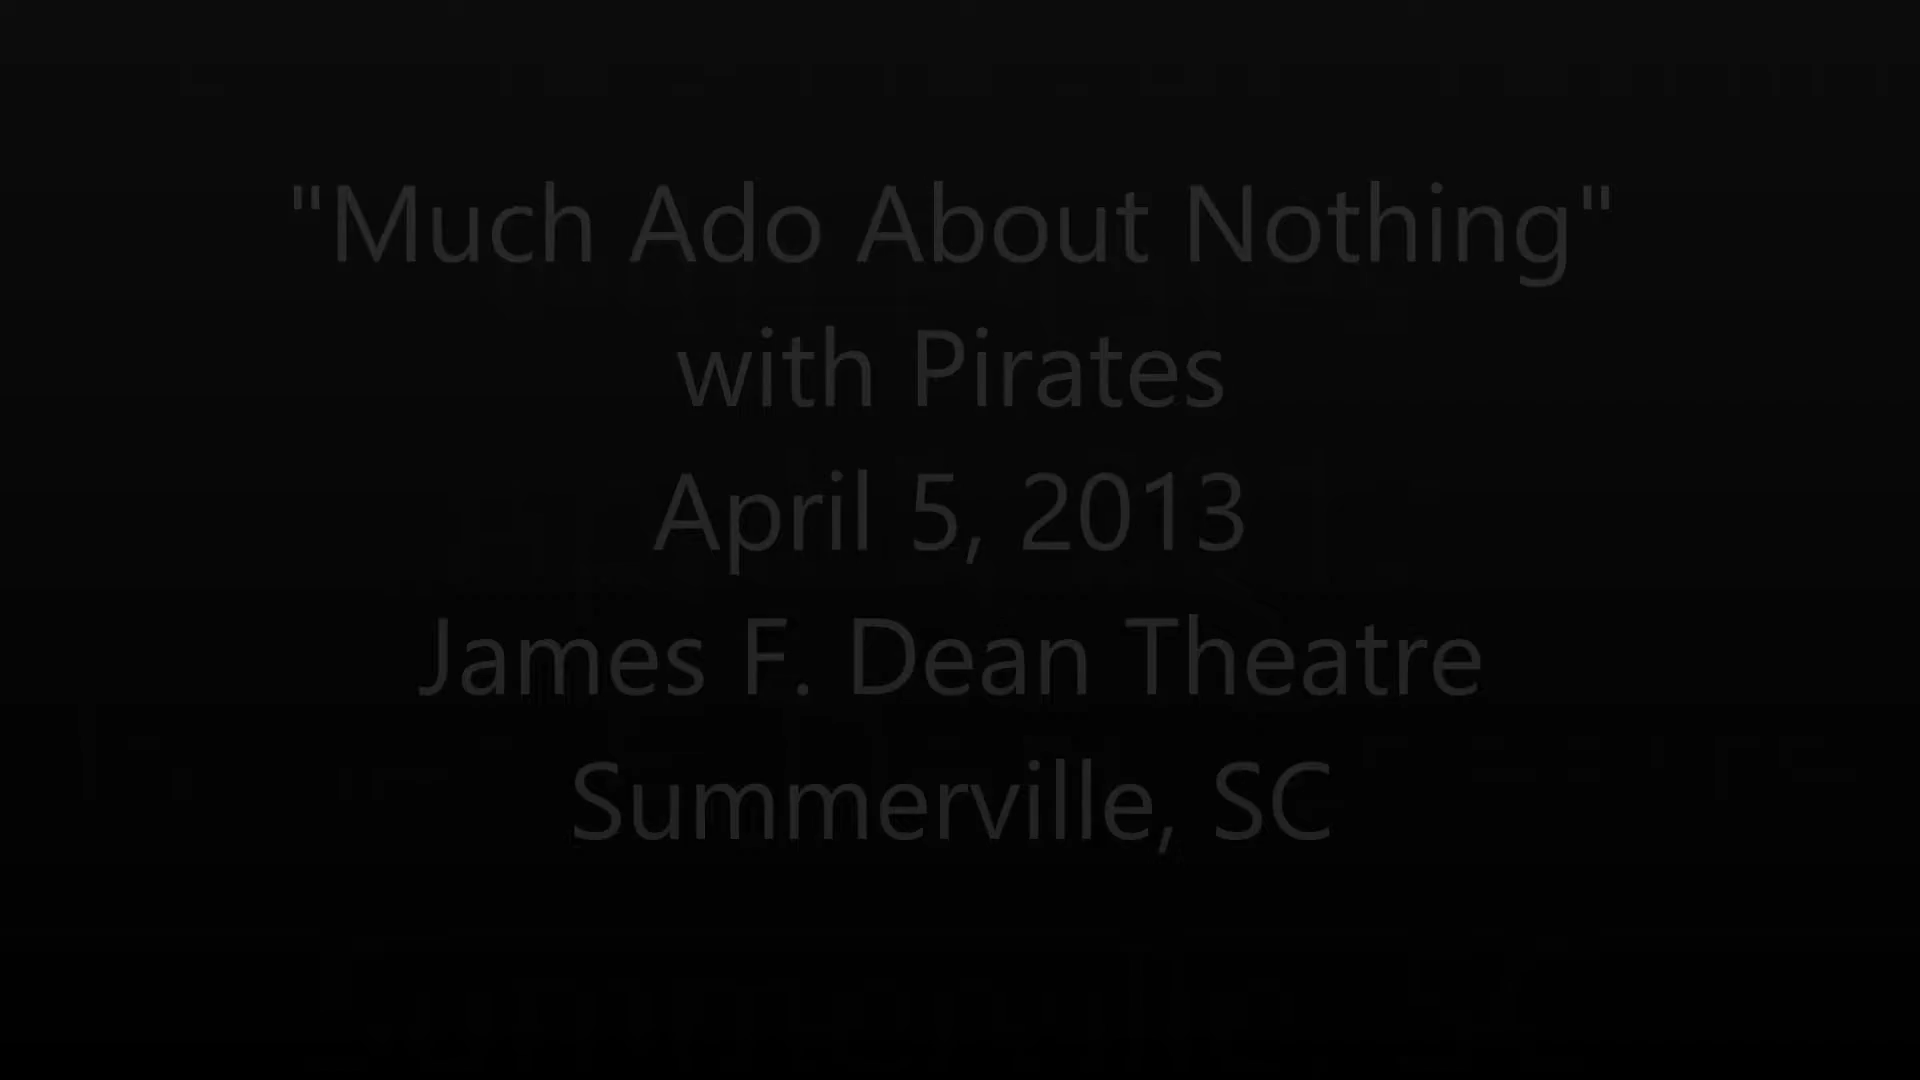 "Much Ado About Nothing"
with Pirates
April 5, 2013
James F. Dean Theatre
Summerville, SC